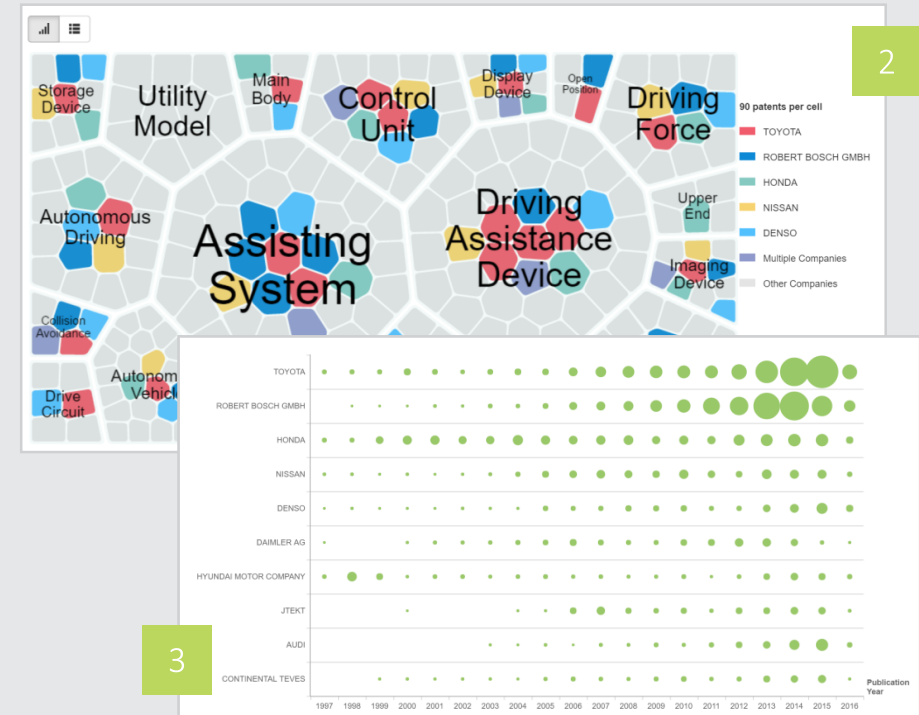 2
Storage
Device
Utility
Model
Main
Body
Control
Unit
Display
Device
Open
Position
Driving
Force
90 patents per cell
TOYOTA
ROBERT BOSCH GMBH
HONDA
NISSAN
DENSO
Multiple Companies
Other Companies
Autonomous
Driving
Assisting
System
Driving
Assistance
Device
Upper
End
Imaging
Device
Collision
Avoidance
Drive
Circuit
Autonom
Vehicl
TOYOTA
ROBERT BOSCH GMBH
HONDA
NISSAN
DENSO
DAIMLER AG
HYUNDAI MOTOR COMPANY
JTEKT
AUDI
CONTINENTAL TEVES
3
Publication
Year
1997 1998 1999 2000 2001 2002 2003 2004 2005 2006 2007 2008 2009 2010 2011 2012 2013 2014 2015 2016